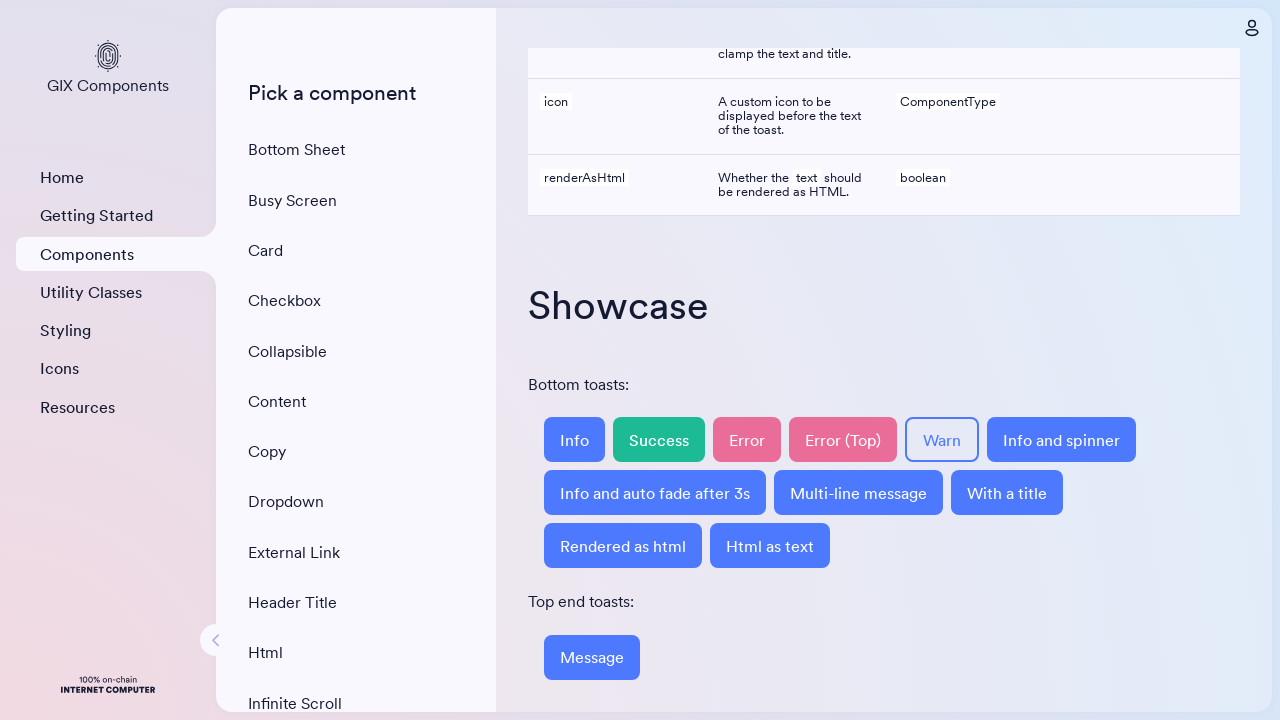 GIX Components
Home
Getting Started
Components
Utility Classes
Styling
Icons
Resources
100% on-chain
INTERNET COMPUTER
Pick a component
Bottom Sheet
Busy Screen
Card
Checkbox
Collapsible
Content
Copy
Dropdown
External Link
Header Title
Html
Infinite Scroll
clamp the text and title.
icon
A custom icon to be
displayed before the text
of the toast.
ComponentType
renderAsHtml
Whether the text should
be rendered as HTML.
boolean
Showcase
Bottom toasts:
Info
Success
Error
Error (Top)
Warn
Info and spinner
Info and auto fade after 3s
Multi-line message
With a title
Rendered as html
Html as text
Top end toasts:
Message